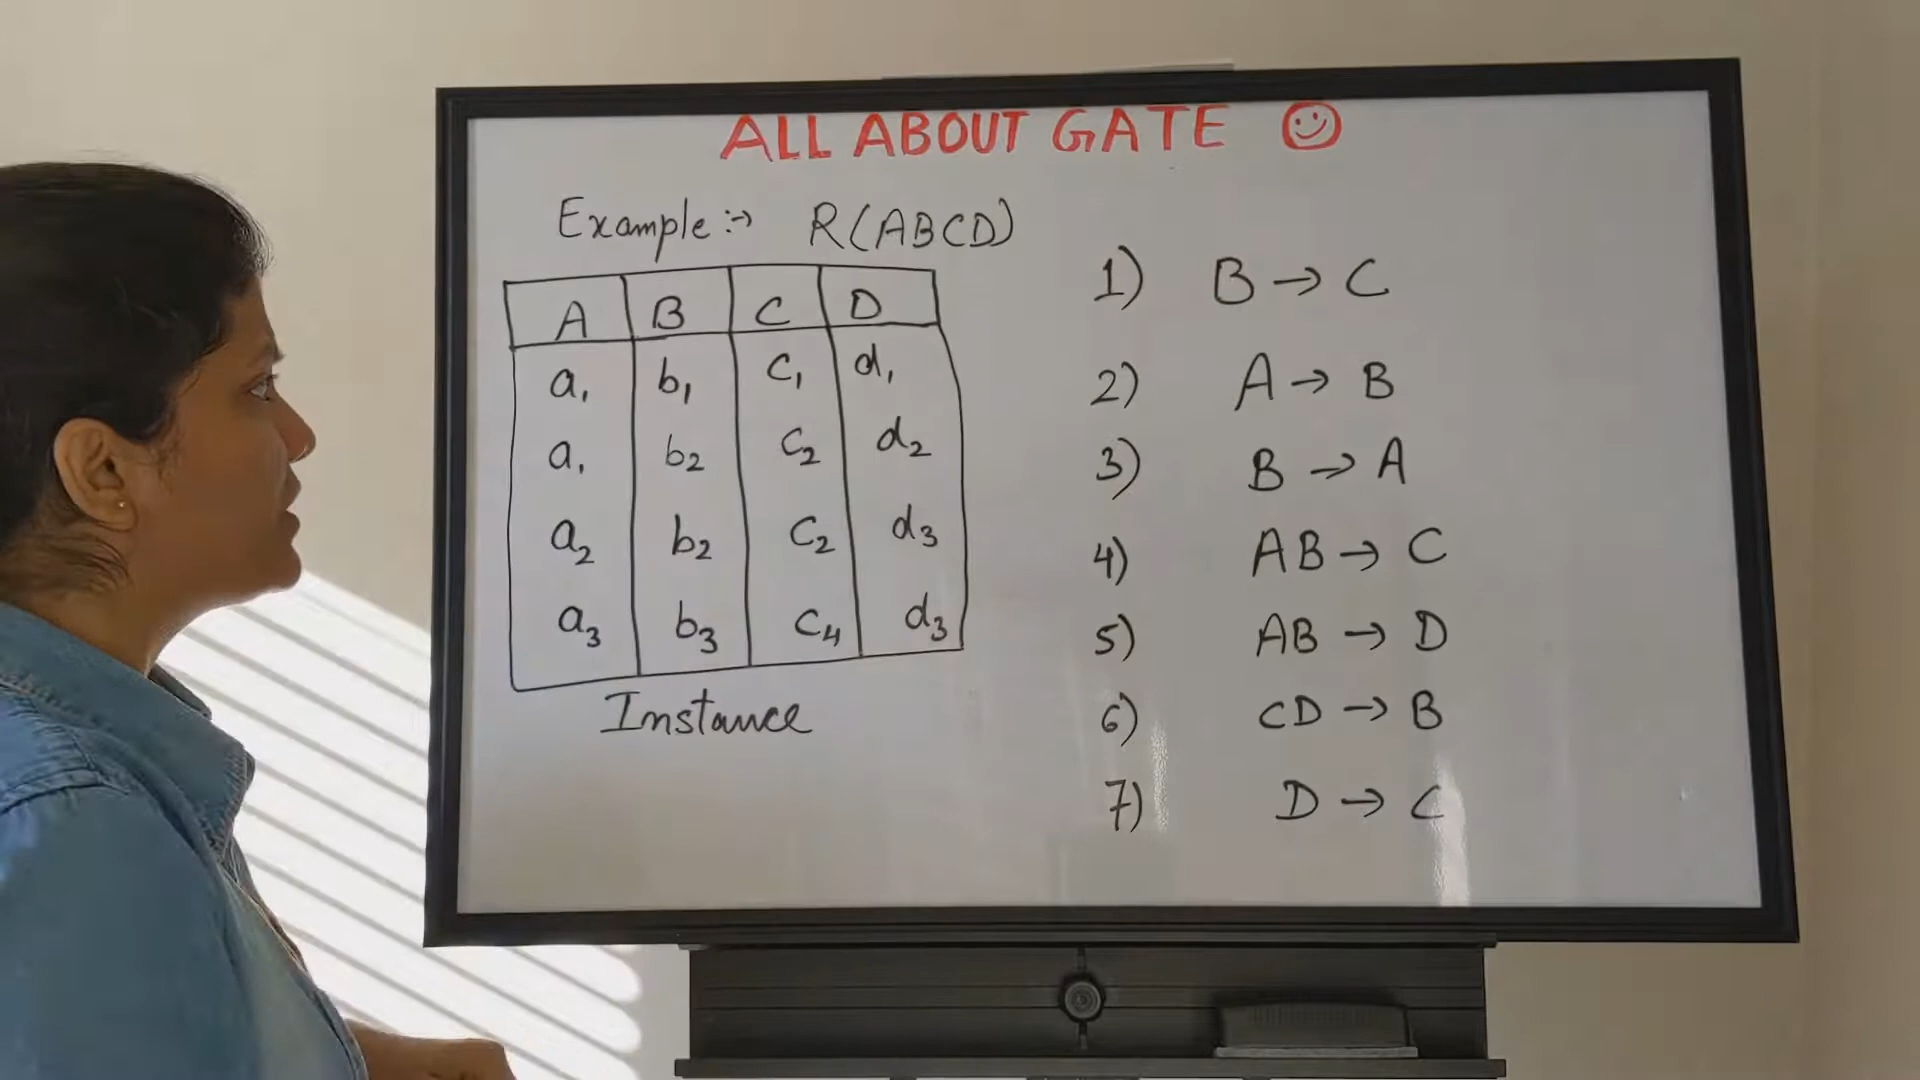 ALL ABOUT GATE ☺
Example :→ R(ABCD)
A B C D
a₁ b₁ c₁ d₁
a₁ b₂ c₂ d₂
a₂ b₂ c₂ d₃
a₃ b₃ c₄ d₃
Instance
1) B → C
2) A → B
3) B → A
4) AB → C
5) AB → D
6) CD → B
7) D → C